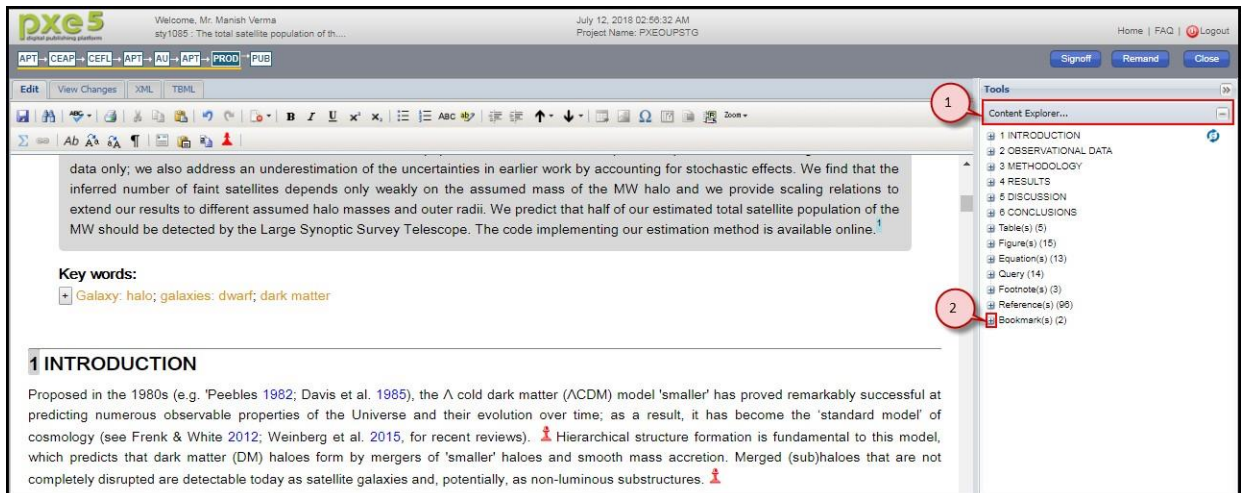 pxe5
digital publishing platform
Welcome, Mr. Manish Verma
sty1085 : The total satellite population of th....
July 12, 2018 02:56:32 AM
Project Name: PXEOUPSTG
Home | FAQ | Logout
APT → CEAP → CEFL → APT → AU → APT → PROD → PUB
Signoff Remand Close
Edit View Changes XML TBML
Tools
1
Content Explorer...
ABC B I U x² x₂ ABC aby Ω Zoom
Σ Ab ¶
1 INTRODUCTION
2 OBSERVATIONAL DATA
3 METHODOLOGY
4 RESULTS
5 DISCUSSION
6 CONCLUSIONS
Table(s) (5)
Figure(s) (15)
Equation(s) (13)
Query (14)
Footnote(s) (3)
Reference(s) (96)
2
Bookmark(s) (2)
data only; we also address an underestimation of the uncertainties in earlier work by accounting for stochastic effects. We find that the
inferred number of faint satellites depends only weakly on the assumed mass of the MW halo and we provide scaling relations to
extend our results to different assumed halo masses and outer radii. We predict that half of our estimated total satellite population of the
MW should be detected by the Large Synoptic Survey Telescope. The code implementing our estimation method is available online.1
Key words:
+ Galaxy: halo; galaxies: dwarf; dark matter
1 INTRODUCTION
Proposed in the 1980s (e.g. 'Peebles 1982; Davis et al. 1985), the Λ cold dark matter (ΛCDM) model 'smaller' has proved remarkably successful at
predicting numerous observable properties of the Universe and their evolution over time; as a result, it has become the ‘standard model’ of
cosmology (see Frenk & White 2012; Weinberg et al. 2015, for recent reviews). Hierarchical structure formation is fundamental to this model,
which predicts that dark matter (DM) haloes form by mergers of 'smaller' haloes and smooth mass accretion. Merged (sub)haloes that are not
completely disrupted are detectable today as satellite galaxies and, potentially, as non-luminous substructures.